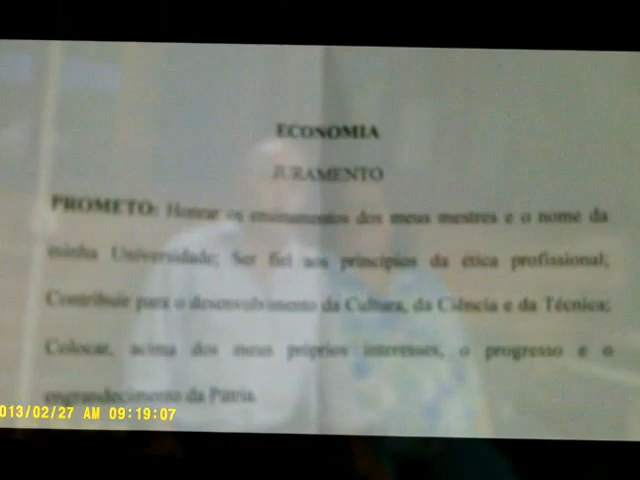 ECONOMIA
JURAMENTO
PROMETO: Honrar os ensinamentos dos meus mestres e o nome da
minha Universidade; Ser fiel aos princípios da ética profissional;
Contribuir para o desenvolvimento da Cultura, da Ciência e da Técnica;
Colocar, acima dos meus próprios interesses, o progresso e o
engrandecimento da Pátria.
013/02/27 AM 09:19:07